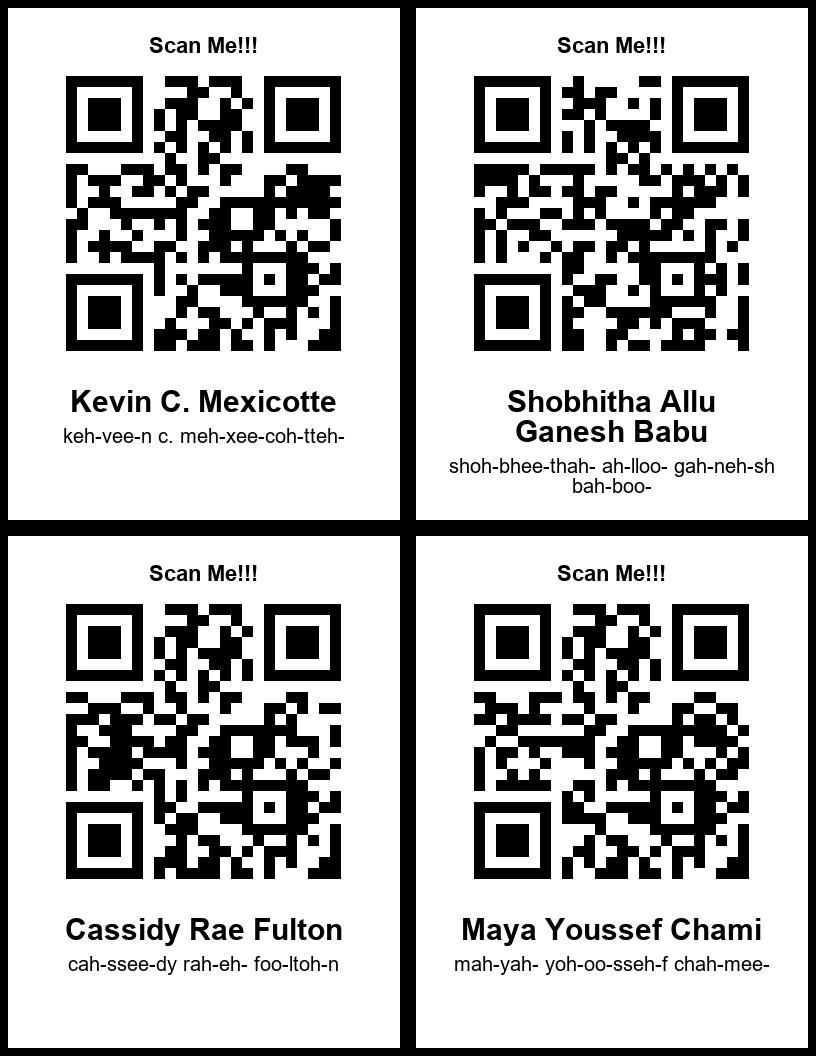 Scan Me!!!
Kevin C. Mexicotte
keh-vee-n c. meh-xee-coh-tteh-
Scan Me!!!
Shobhitha Allu
Ganesh Babu
shoh-bhee-thah- ah-lloo- gah-neh-sh
bah-boo-
Scan Me!!!
Cassidy Rae Fulton
cah-ssee-dy rah-eh- foo-ltoh-n
Scan Me!!!
Maya Youssef Chami
mah-yah- yoh-oo-sseh-f chah-mee-